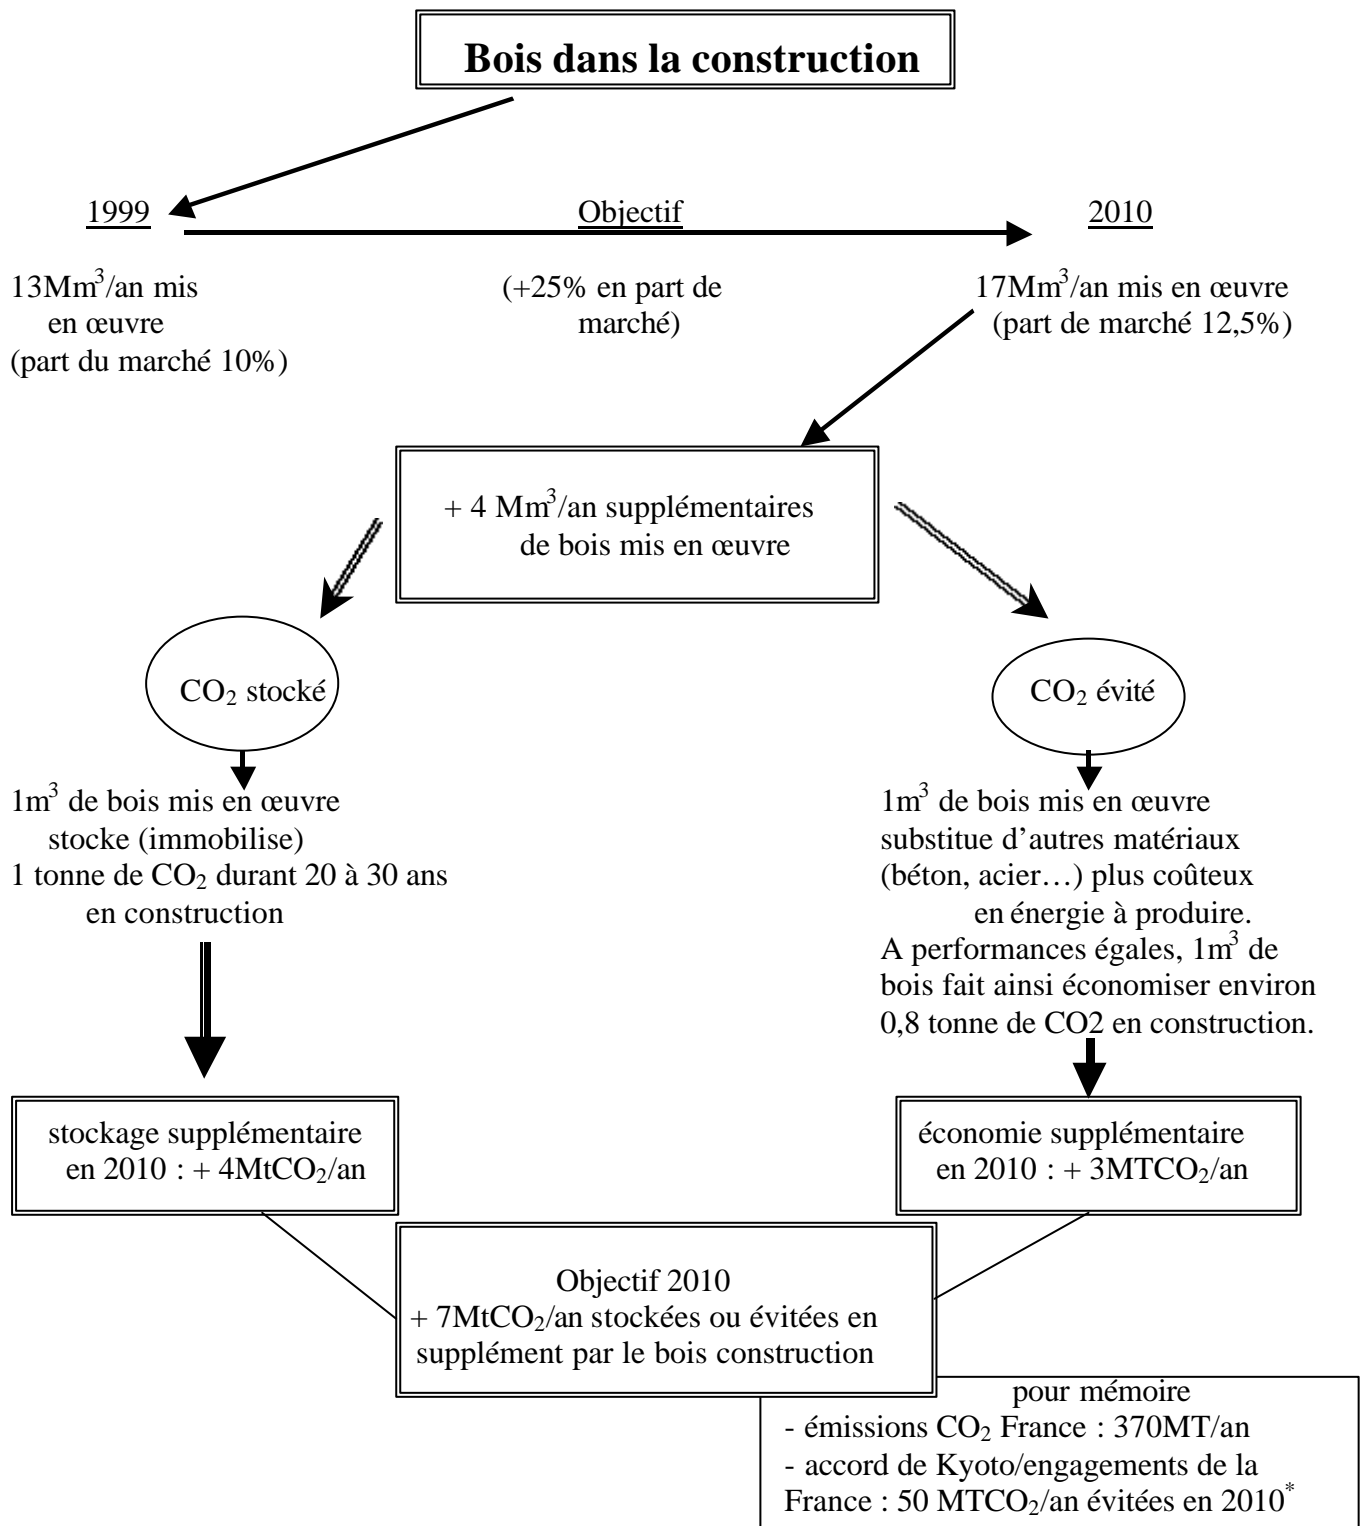 Bois dans la construction
1999
Objectif
2010
13Mm³/an mis
en œuvre
(part du marché 10%)
(+25% en part de
marché)
17Mm³/an mis en œuvre
(part de marché 12,5%)
+ 4 Mm³/an supplémentaires
de bois mis en œuvre
CO₂ stocké
CO₂ évité
1m³ de bois mis en œuvre
stocke (immobilise)
1 tonne de CO₂ durant 20 à 30 ans
en construction
1m³ de bois mis en œuvre
substitue d’autres matériaux
(béton, acier…) plus coûteux
en énergie à produire.
A performances égales, 1m³ de
bois fait ainsi économiser environ
0,8 tonne de CO2 en construction.
stockage supplémentaire
en 2010 : + 4MtCO₂/an
économie supplémentaire
en 2010 : + 3MTCO₂/an
Objectif 2010
+ 7MtCO₂/an stockées ou évitées en
supplément par le bois construction
pour mémoire
- émissions CO₂ France : 370MT/an
- accord de Kyoto/engagements de la
France : 50 MTCO₂/an évitées en 2010*